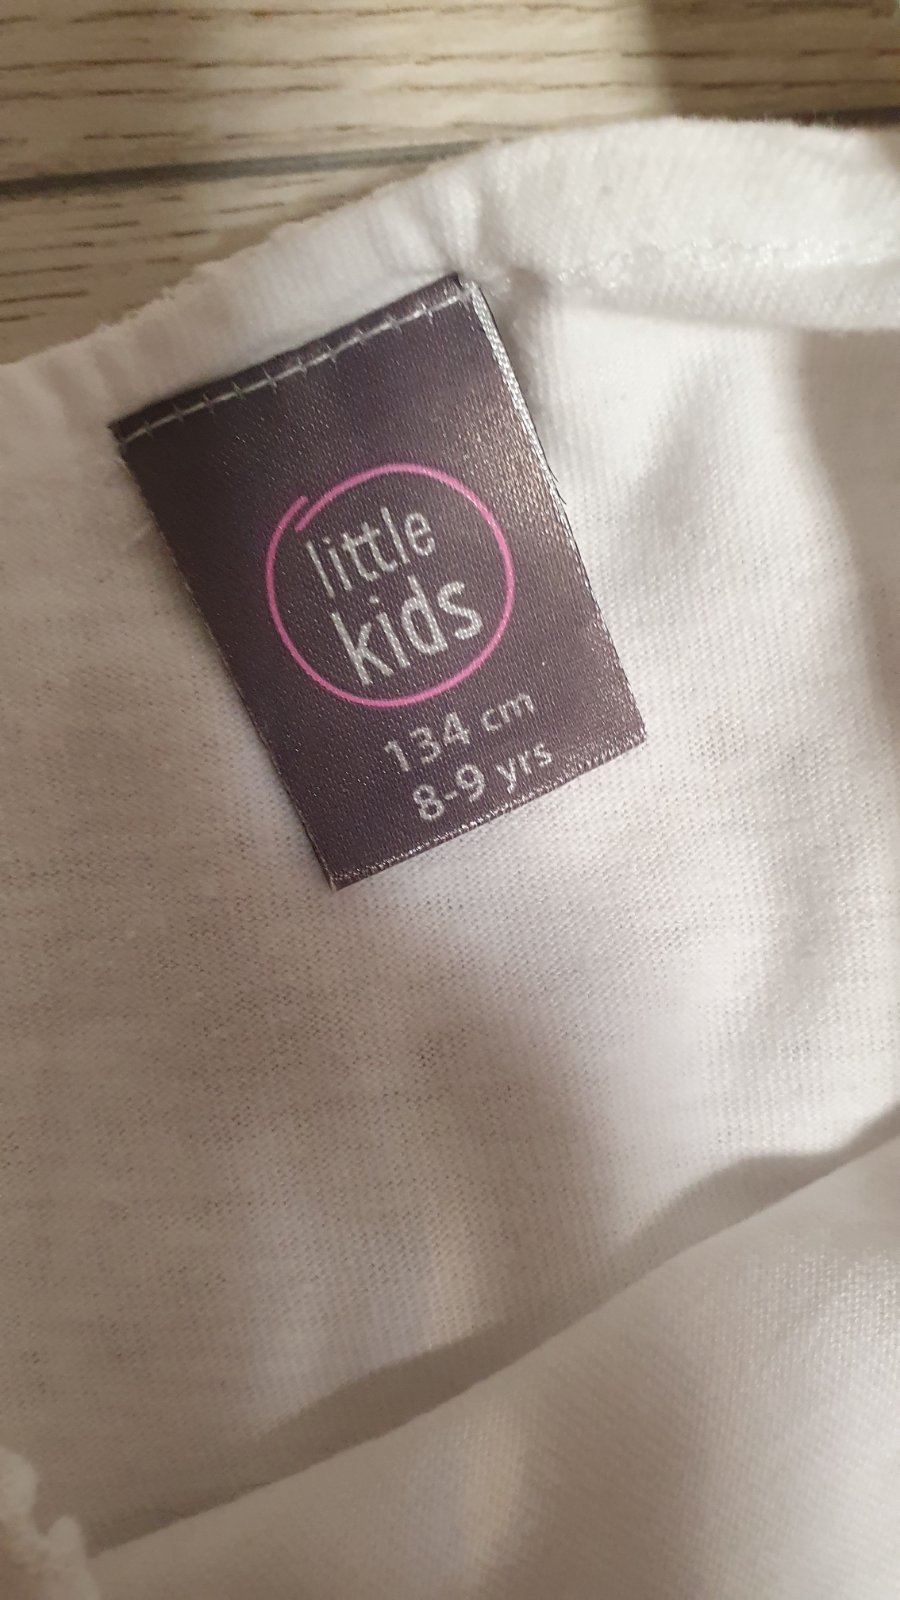 little
kids
134 cm
8-9 yrs